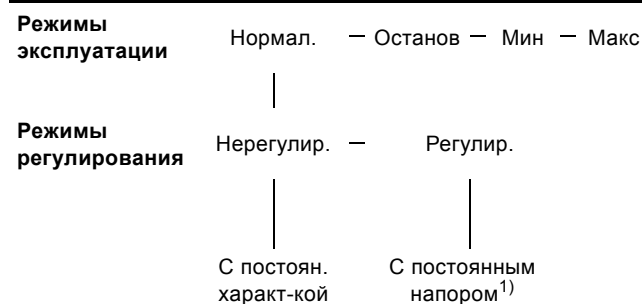 Режимы
эксплуатации
Нормал. — Останов — Мин — Макс
Режимы
регулирования
Нерегулир. — Регулир.
С постоян.
характ-кой
С постоянным
напором1)